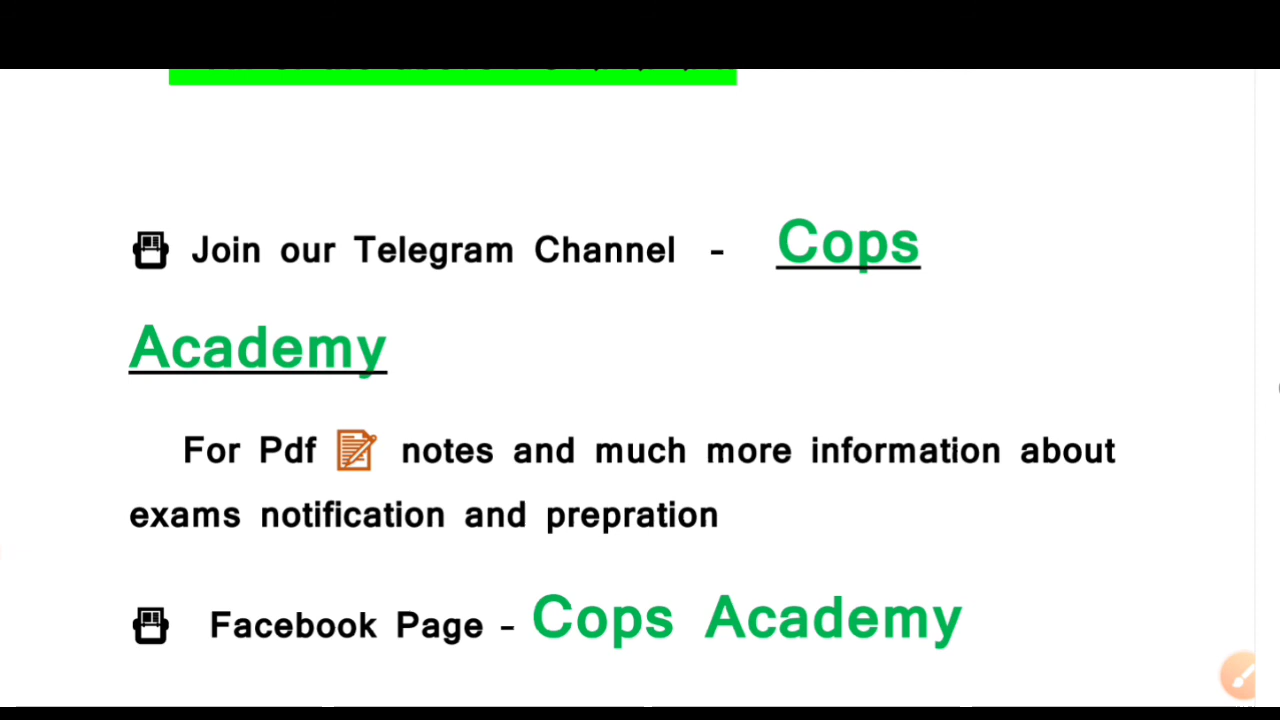 Join our Telegram Channel - Cops
Academy
For Pdf notes and much more information about
exams notification and prepration
Facebook Page - Cops Academy